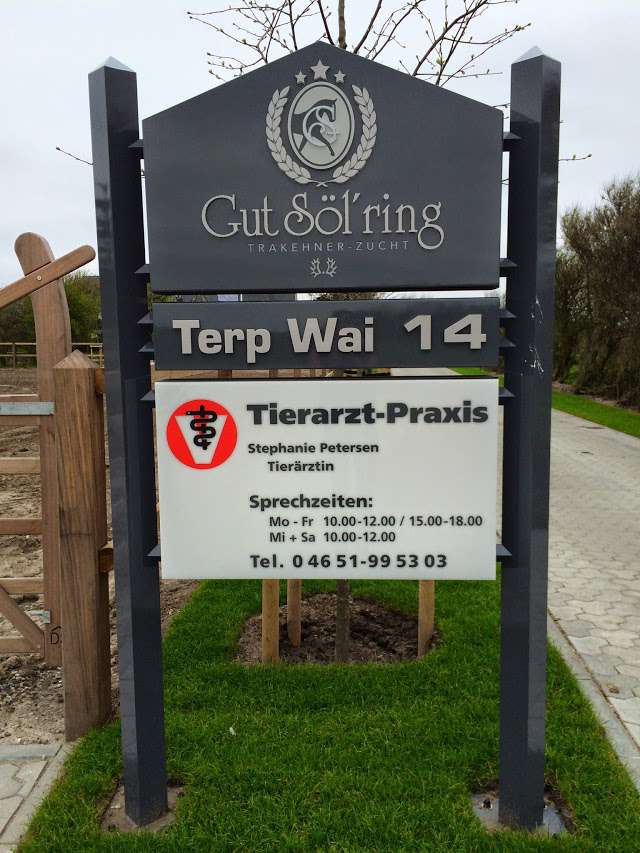 Gut Söl'ring
TRAKEHNER-ZUCHT
Terp Wai 14
Tierarzt-Praxis
Stephanie Petersen
Tierärztin
Sprechzeiten:
Mo - Fr 10.00-12.00 / 15.00-18.00
Mi + Sa 10.00-12.00
Tel. 0 46 51-99 53 03